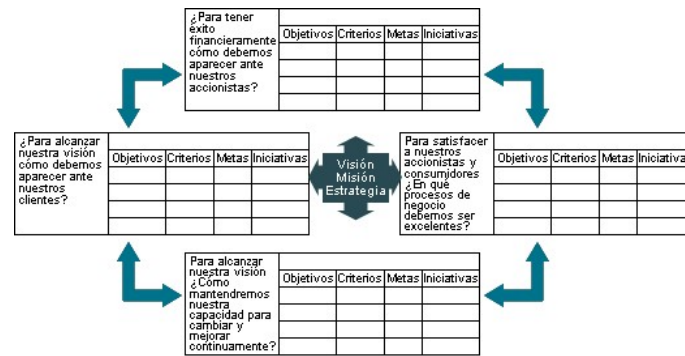 ¿Para tener
éxito
financieramente
cómo debemos
aparecer ante
nuestros
accionistas?
Objetivos Criterios Metas Iniciativas
¿Para alcanzar
nuestra visión
cómo debemos
aparecer ante
nuestros
clientes?
Objetivos Criterios Metas Iniciativas
Visión
Misión
Estrategia
Para satisfacer
a nuestros
accionistas y
consumjdores
¿En qué
procesos de
negocio
debemos ser
excelentes?
Objetivos Criterios Metas Iniciativa
Para alcanzar
nuestra visión
¿Cómo
mantendremos
nuestra
capacidad para
cambiar y
mejorar
continuamente?
Objetivos Criterios Metas Iniciativas